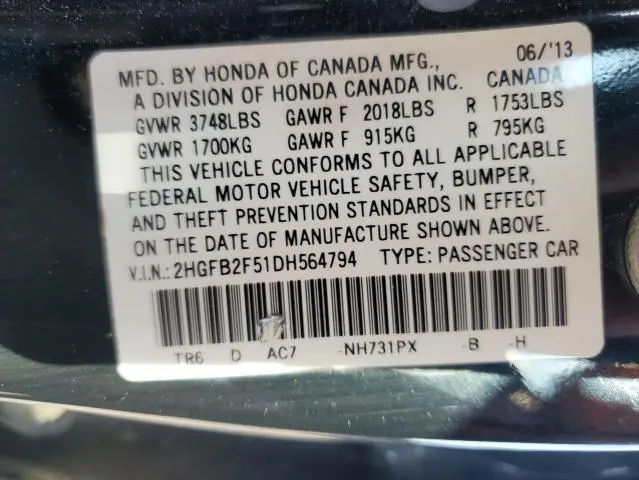 MFD. BY HONDA OF CANADA MFG., 06/'13
A DIVISION OF HONDA CANADA INC. CANADA
GVWR 3748LBS GAWR F 2018LBS R 1753LBS
GVWR 1700KG GAWR F 915KG R 795KG
THIS VEHICLE CONFORMS TO ALL APPLICABLE
FEDERAL MOTOR VEHICLE SAFETY, BUMPER,
AND THEFT PREVENTION STANDARDS IN EFFECT
ON THE DATE OF MANUFACTURE SHOWN ABOVE.
V.I.N.: 2HGFB2F51DH564794 TYPE: PASSENGER CAR
TR6 D AC7 -NH731PX -B -H